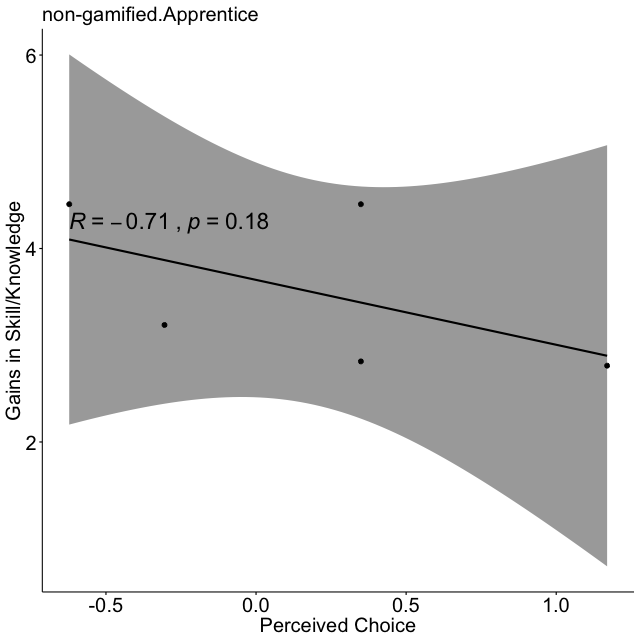 non-gamified.Apprentice
6
4
2
Gains in Skill/Knowledge
R = −0.71 , p = 0.18
-0.5 0.0 0.5 1.0
Perceived Choice